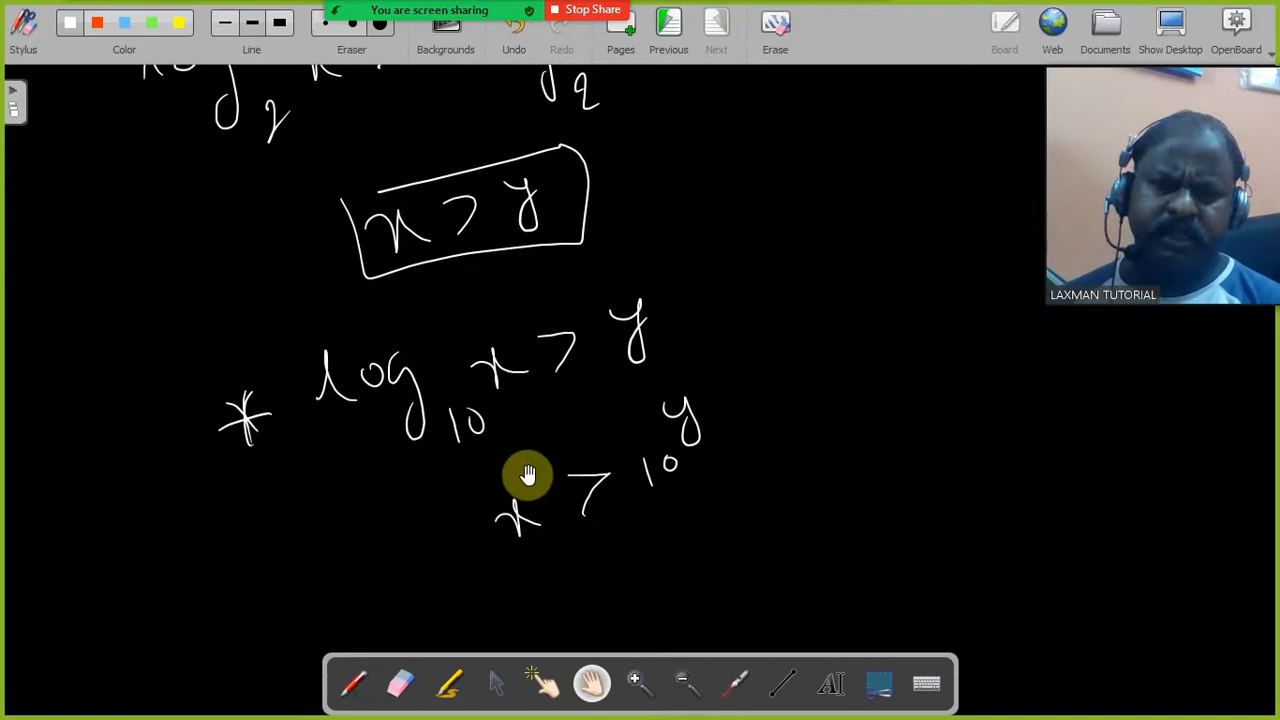 You are screen sharing Stop Share
Stylus Color Line Eraser Backgrounds Undo Redo Pages Previous Next Erase Board Web Documents Show Desktop OpenBoard
x > y
LAXMAN TUTORIAL
* log₁₀ x > y
x > 10^y